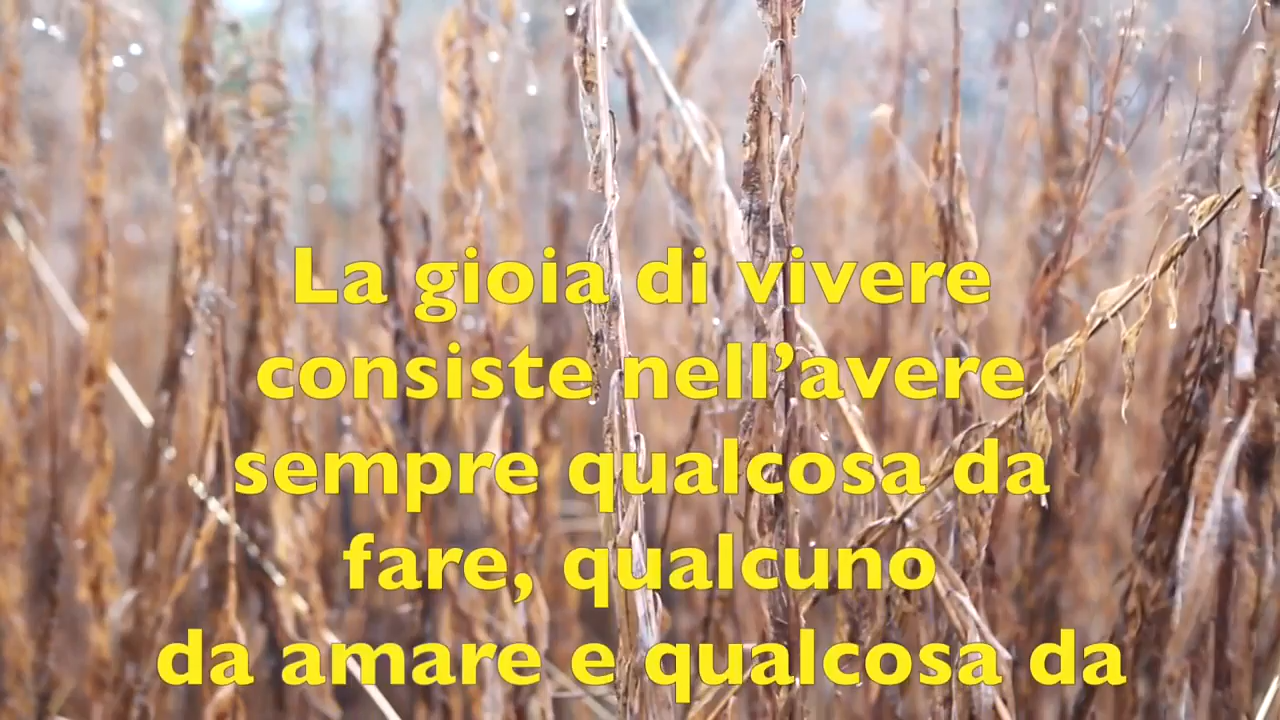 La gioia di vivere
consiste nell’avere
sempre qualcosa da
fare, qualcuno
da amare e qualcosa da